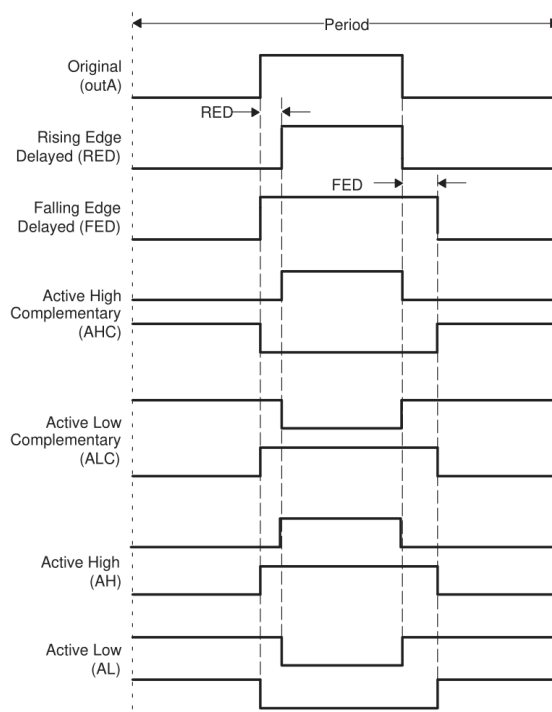 Period
Original
(outA)
RED
Rising Edge
Delayed (RED)
FED
Falling Edge
Delayed (FED)
Active High
Complementary
(AHC)
Active Low
Complementary
(ALC)
Active High
(AH)
Active Low
(AL)